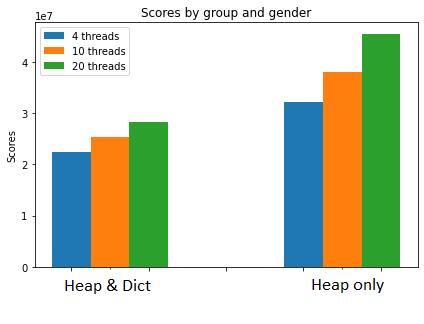 Scores by group and gender
1e7
4 threads
10 threads
20 threads
4
3
2
1
0
Scores
Heap & Dict
Heap only